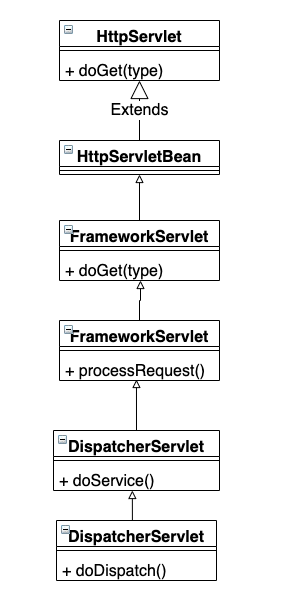 HttpServlet
+ doGet(type)
Extends
HttpServletBean
FrameworkServlet
+ doGet(type)
FrameworkServlet
+ processRequest()
DispatcherServlet
+ doService()
DispatcherServlet
+ doDispatch()